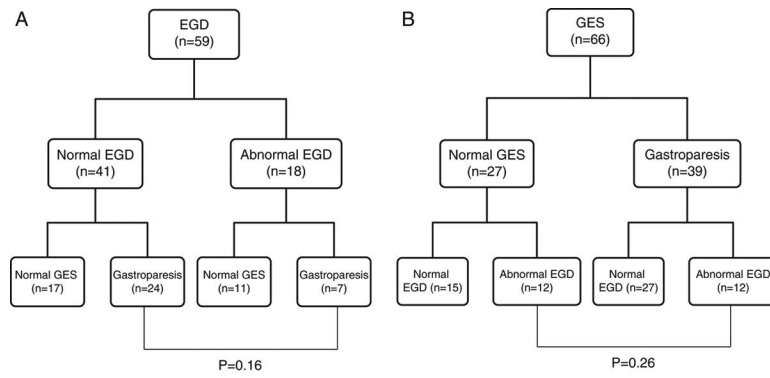 A
EGD
(n=59)
Normal EGD
(n=41)
Abnormal EGD
(n=18)
Normal GES
(n=17)
Gastroparesis
(n=24)
Normal GES
(n=11)
Gastroparesis
(n=7)
P=0.16
B
GES
(n=66)
Normal GES
(n=27)
Gastroparesis
(n=39)
Normal
EGD (n=15)
Abnormal EGD
(n=12)
Normal
EGD (n=27)
Abnormal EGD
(n=12)
P=0.26